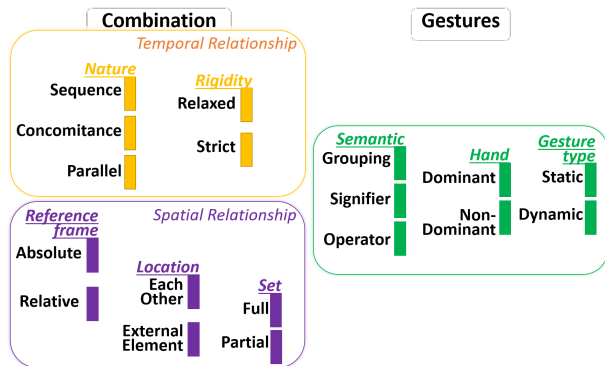 Combination
Temporal Relationship
Nature
Sequence
Concomitance
Parallel
Rigidity
Relaxed
Strict
Spatial Relationship
Reference
frame
Absolute
Relative
Location
Each
Other
External
Element
Set
Full
Partial
Gestures
Semantic
Grouping
Signifier
Operator
Hand
Dominant
Non-
Dominant
Gesture
type
Static
Dynamic